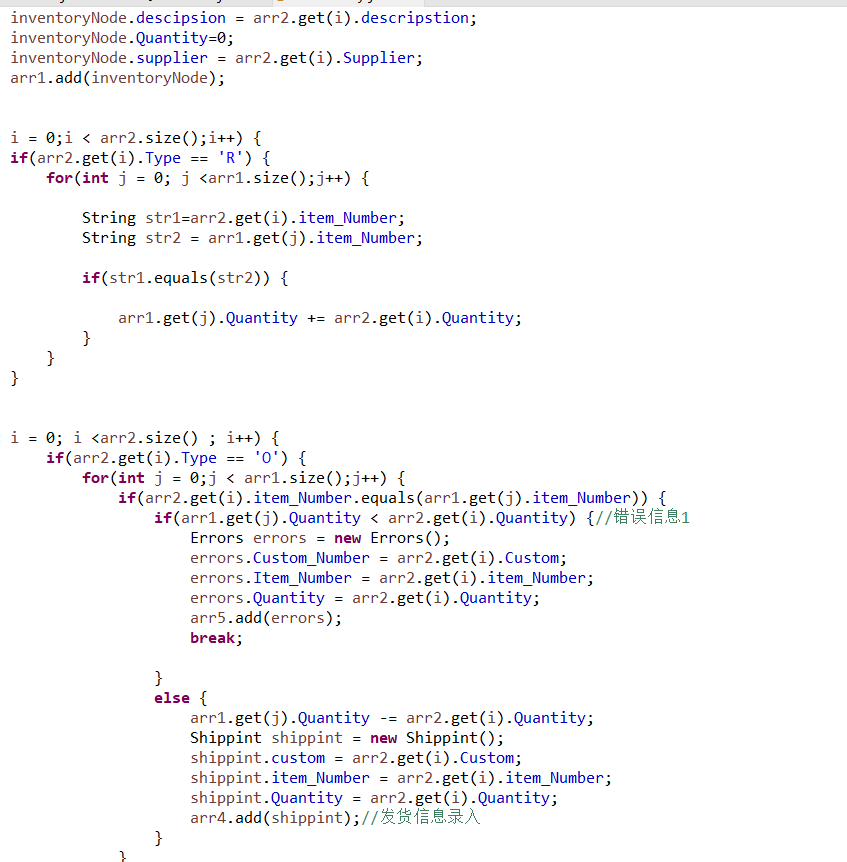 inventoryNode.descipsion = arr2.get(i).descripstion;
inventoryNode.Quantity=0;
inventoryNode.supplier = arr2.get(i).Supplier;
arr1.add(inventoryNode);
i = 0;i < arr2.size();i++) {
if(arr2.get(i).Type == 'R') {
for(int j = 0; j <arr1.size();j++) {
String str1=arr2.get(i).item_Number;
String str2 = arr1.get(j).item_Number;
if(str1.equals(str2)) {
arr1.get(j).Quantity += arr2.get(i).Quantity;
}
}
}
i = 0; i <arr2.size() ; i++) {
if(arr2.get(i).Type == 'O') {
for(int j = 0;j < arr1.size();j++) {
if(arr2.get(i).item_Number.equals(arr1.get(j).item_Number)) {
if(arr1.get(j).Quantity < arr2.get(i).Quantity) {//错误信息1
Errors errors = new Errors();
errors.Custom_Number = arr2.get(i).Custom;
errors.Item_Number = arr2.get(i).item_Number;
errors.Quantity = arr2.get(i).Quantity;
arr5.add(errors);
break;
}
else {
arr1.get(j).Quantity -= arr2.get(i).Quantity;
Shippint shippint = new Shippint();
shippint.custom = arr2.get(i).Custom;
shippint.item_Number = arr2.get(i).item_Number;
shippint.Quantity = arr2.get(i).Quantity;
arr4.add(shippint);//发货信息录入
}
}